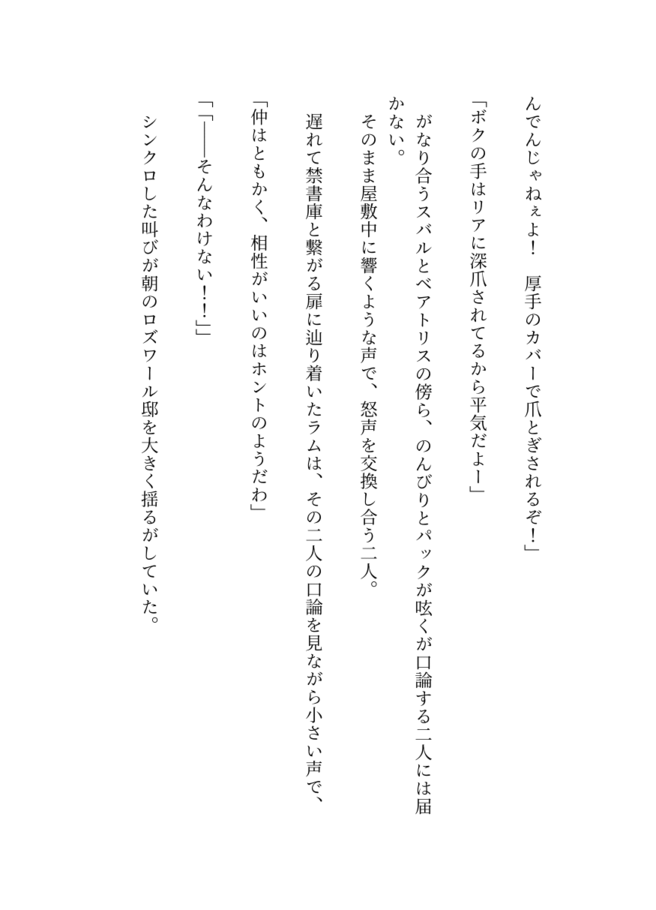 んでんじゃねぇよ！　厚手のカバーで爪とぎされるぞ！」
「ボクの手はリアに深爪されてるから平気だよー」
　がなり合うスバルとベアトリスの傍ら、のんびりとパックが呟くが口論する二人には届
かない。
　そのまま屋敷中に響くような声で、怒声を交換し合う二人。
　遅れて禁書庫と繋がる扉に辿り着いたラムは、その二人の口論を見ながら小さい声で、
「仲はともかく、相性がいいのはホントのようだわ」
「「――そんなわけない！！」」
　シンクロした叫びが朝のロズワール邸を大きく揺るがしていた。